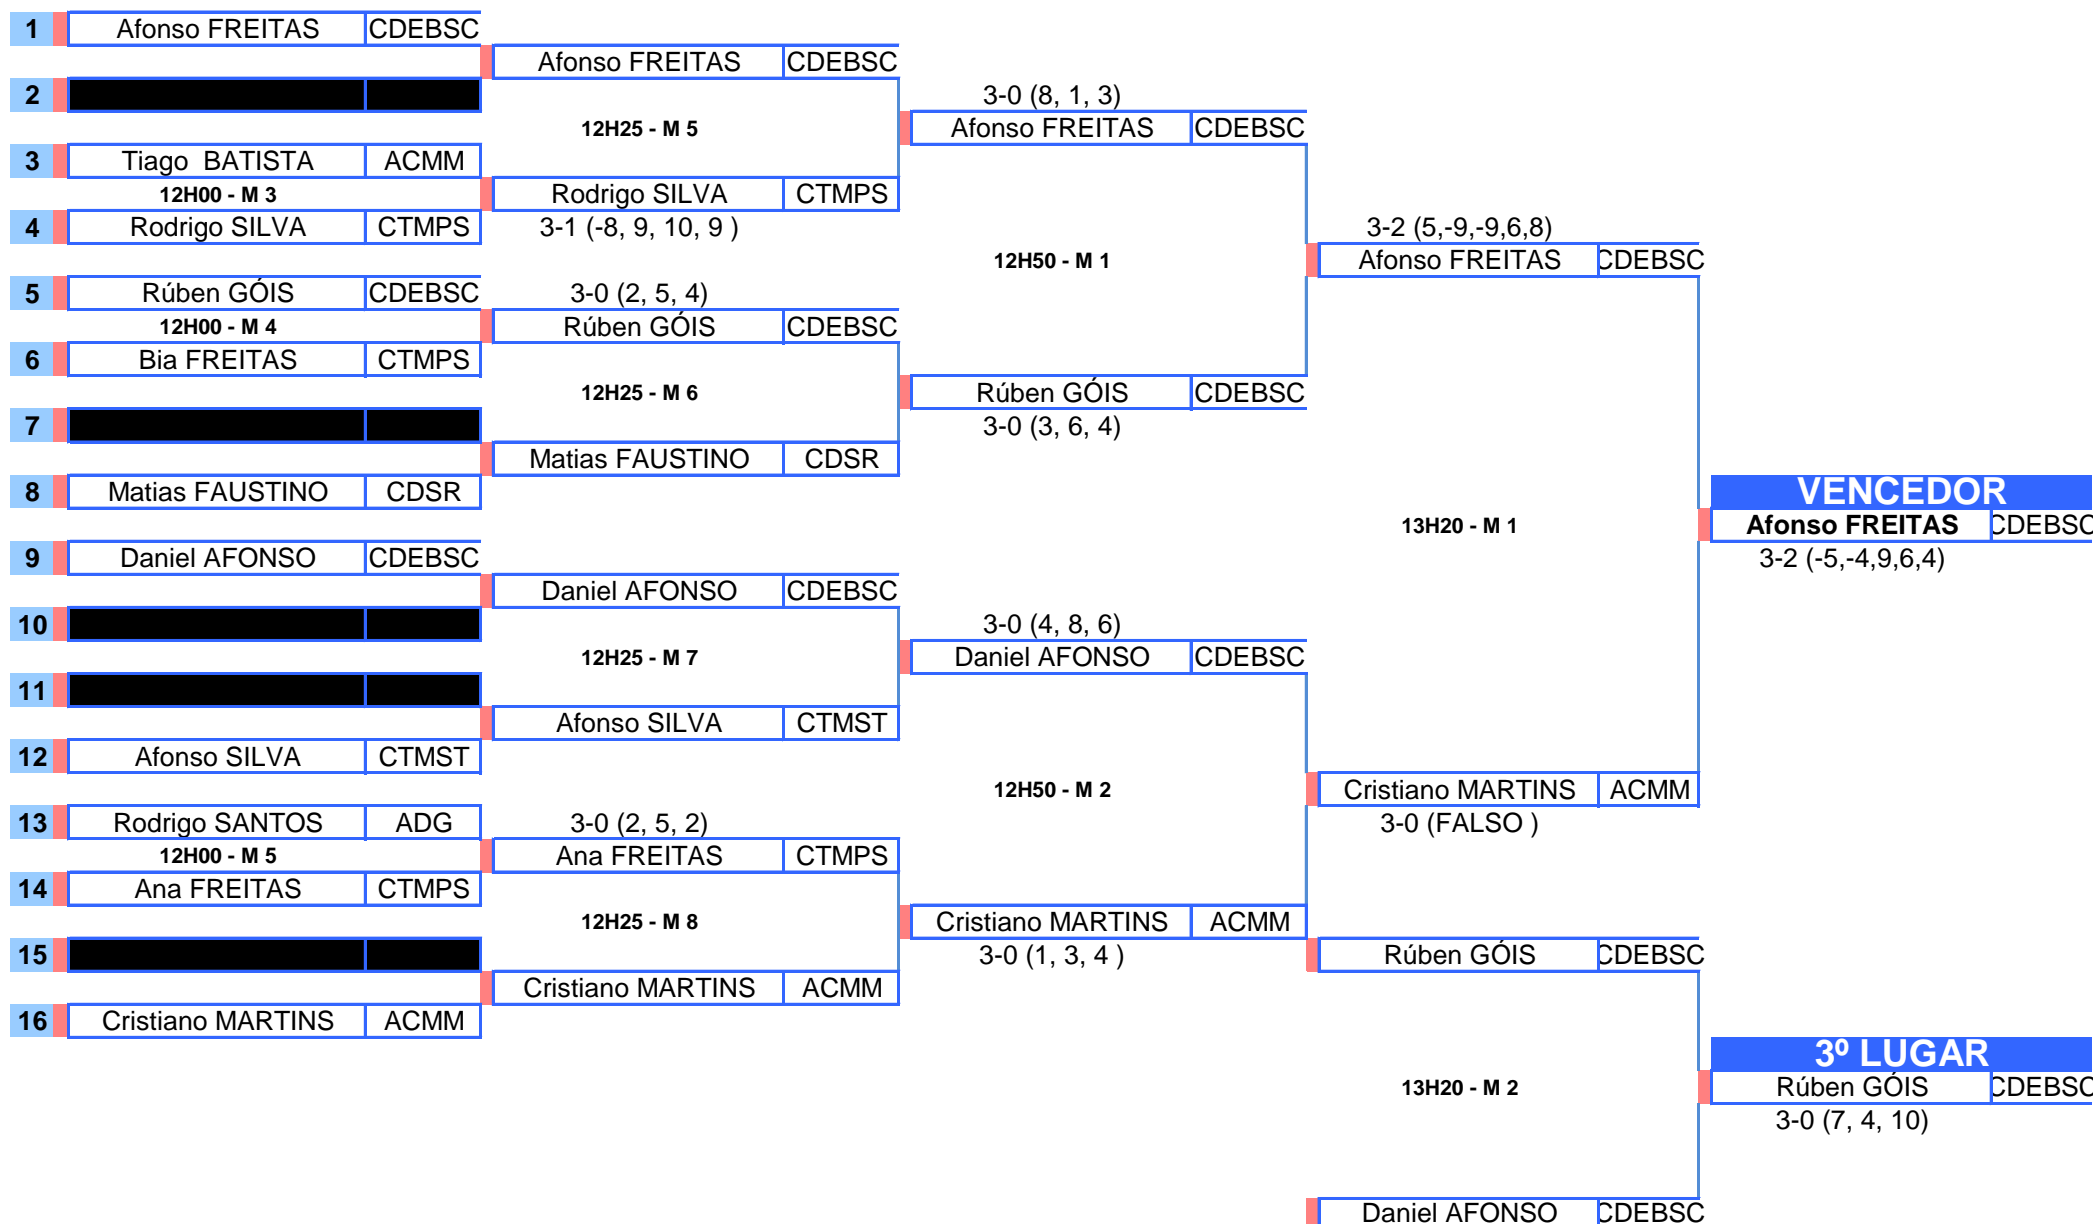 1 Afonso FREITAS CDEBSC
Afonso FREITAS CDEBSC
2
3-0 (8, 1, 3)
12H25 - M 5
Afonso FREITAS CDEBSC
3 Tiago  BATISTA ACMM
12H00 - M 3
Rodrigo SILVA CTMPS
4 Rodrigo SILVA CTMPS
3-1 (-8, 9, 10, 9 )
3-2 (5,-9,-9,6,8)
12H50 - M 1
Afonso FREITAS CDEBSC
5 Rúben GÓIS CDEBSC
3-0 (2, 5, 4)
12H00 - M 4
Rúben GÓIS CDEBSC
6 Bia FREITAS CTMPS
12H25 - M 6
Rúben GÓIS CDEBSC
7
3-0 (3, 6, 4)
Matias FAUSTINO CDSR
8 Matias FAUSTINO CDSR
VENCEDOR
13H20 - M 1
Afonso FREITAS CDEBSC
9 Daniel AFONSO CDEBSC
3-2 (-5,-4,9,6,4)
Daniel AFONSO CDEBSC
10
3-0 (4, 8, 6)
12H25 - M 7
Daniel AFONSO CDEBSC
11
Afonso SILVA CTMST
12 Afonso SILVA CTMST
12H50 - M 2
Cristiano MARTINS ACMM
13 Rodrigo SANTOS ADG
3-0 (2, 5, 2)
3-0 (FALSO )
12H00 - M 5
Ana FREITAS CTMPS
14 Ana FREITAS CTMPS
12H25 - M 8
Cristiano MARTINS ACMM
15
3-0 (1, 3, 4 )
Rúben GÓIS CDEBSC
Cristiano MARTINS ACMM
16 Cristiano MARTINS ACMM
3º LUGAR
13H20 - M 2
Rúben GÓIS CDEBSC
3-0 (7, 4, 10)
Daniel AFONSO CDEBSC